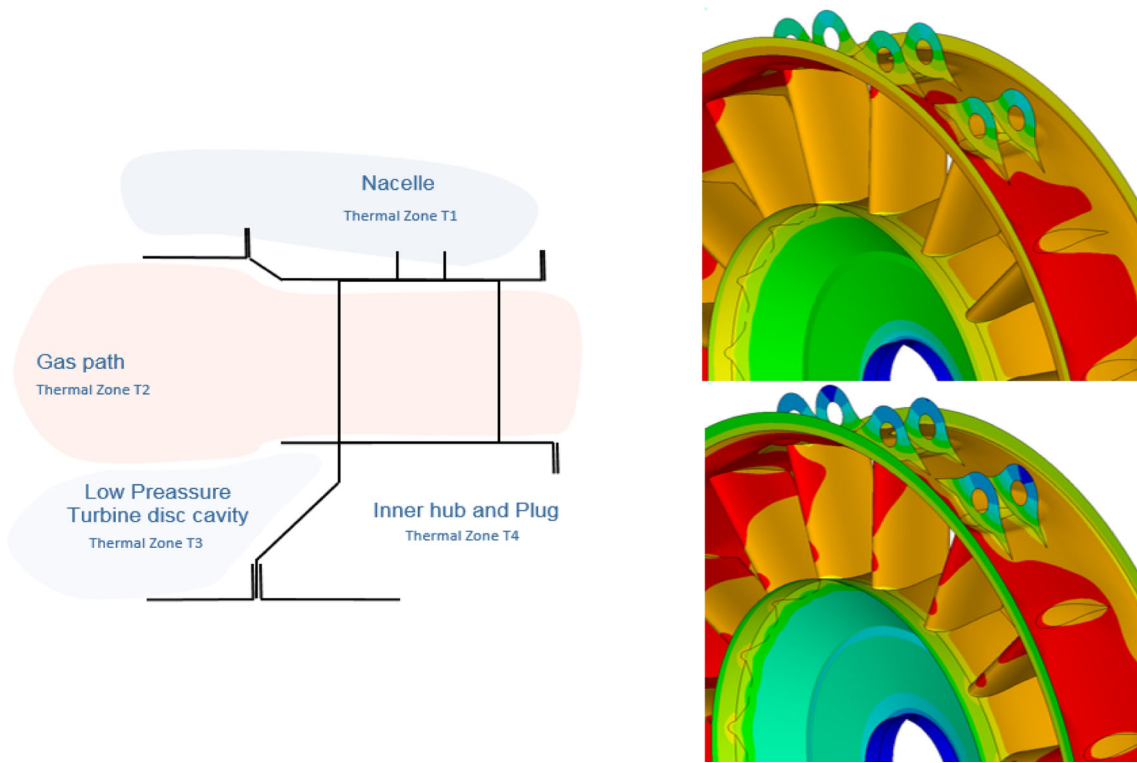 Nacelle
Thermal Zone T1
Gas path
Thermal Zone T2
Low Preassure
Turbine disc cavity
Thermal Zone T3
Inner hub and Plug
Thermal Zone T4